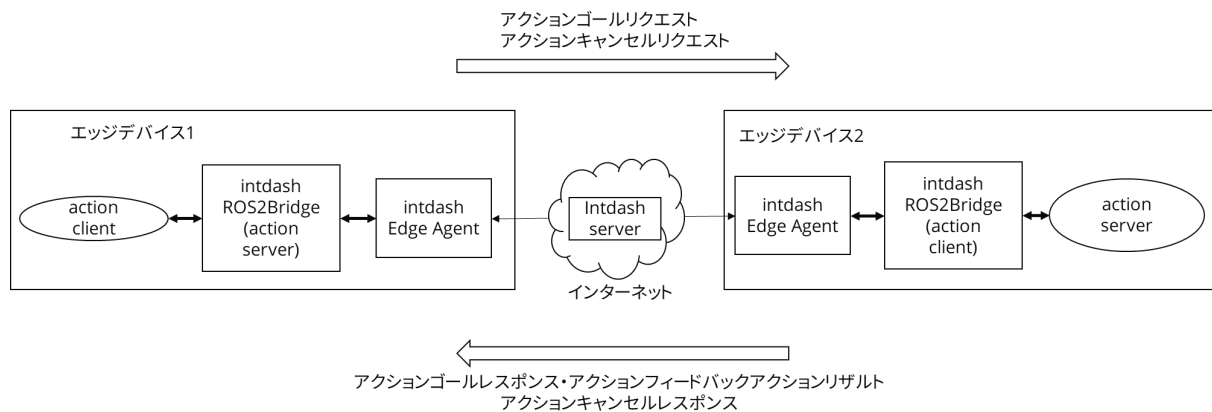 アクションゴールリクエスト
アクションキャンセルリクエスト
エッジデバイス1
action
client
intdash
ROS2Bridge
(action
server)
intdash
Edge Agent
Intdash
server
インターネット
エッジデバイス2
intdash
Edge Agent
intdash
ROS2Bridge
(action
client)
action
server
アクションゴールレスポンス・アクションフィードバックアクションリザルト
アクションキャンセルレスポンス